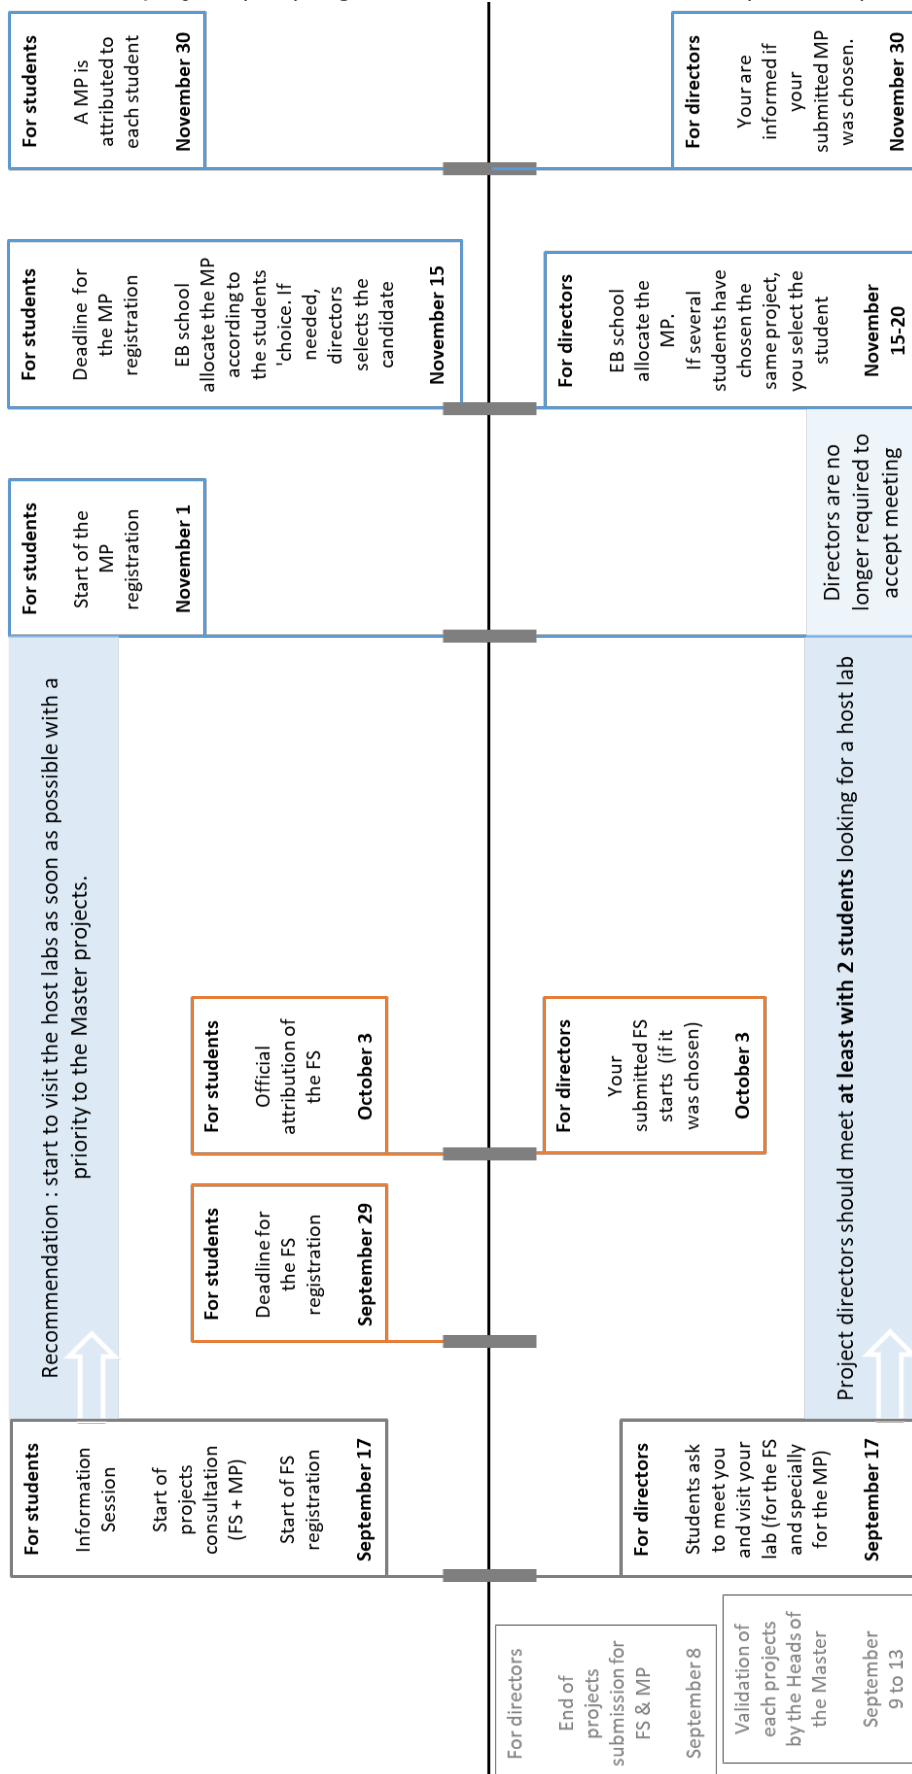 Recommendation : start to visit the host labs as soon as possible with a
priority to the Master projects.
For students
Information
Session
Start of
projects
consultation
(FS + MP)
Start of FS
registration
September 17
For students
Deadline for
the FS
registration
September 29
For students
Official
attribution of
the FS
October 3
For students
Start of the
MP
registration
November 1
For students
Deadline for
the MP
registration
EB school
allocate the MP
according to
the students
'choice. If
needed,
directors
selects the
candidate
November 15
For students
A MP is
attributed to
each student
November 30
For directors
End of
projects
submission for
FS & MP
September 8
Validation of
each projects
by the Heads of
the Master
September
9 to 13
For directors
Students ask
to meet you
and visit your
lab (for the FS
and specially
for the MP)
September 17
For directors
Your
submitted FS
starts (if it
was chosen)
October 3
Project directors should meet at least with 2 students looking for a host lab
Directors are no
longer required to
accept meeting
For directors
EB school
allocate the
MP.
If several
students have
chosen the
same project,
you select the
student
November
15-20
For directors
Your are
informed if
your
submitted MP
was chosen.
November 30